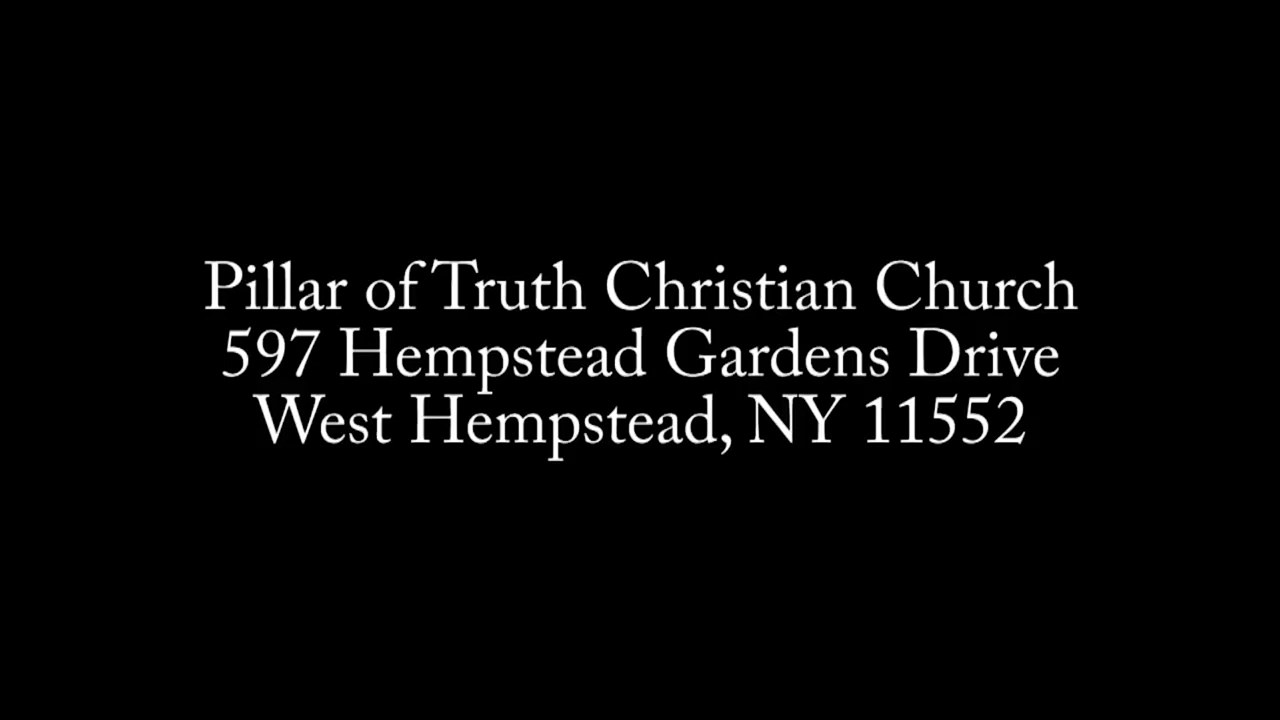 Pillar of Truth Christian Church
597 Hempstead Gardens Drive
West Hempstead, NY 11552